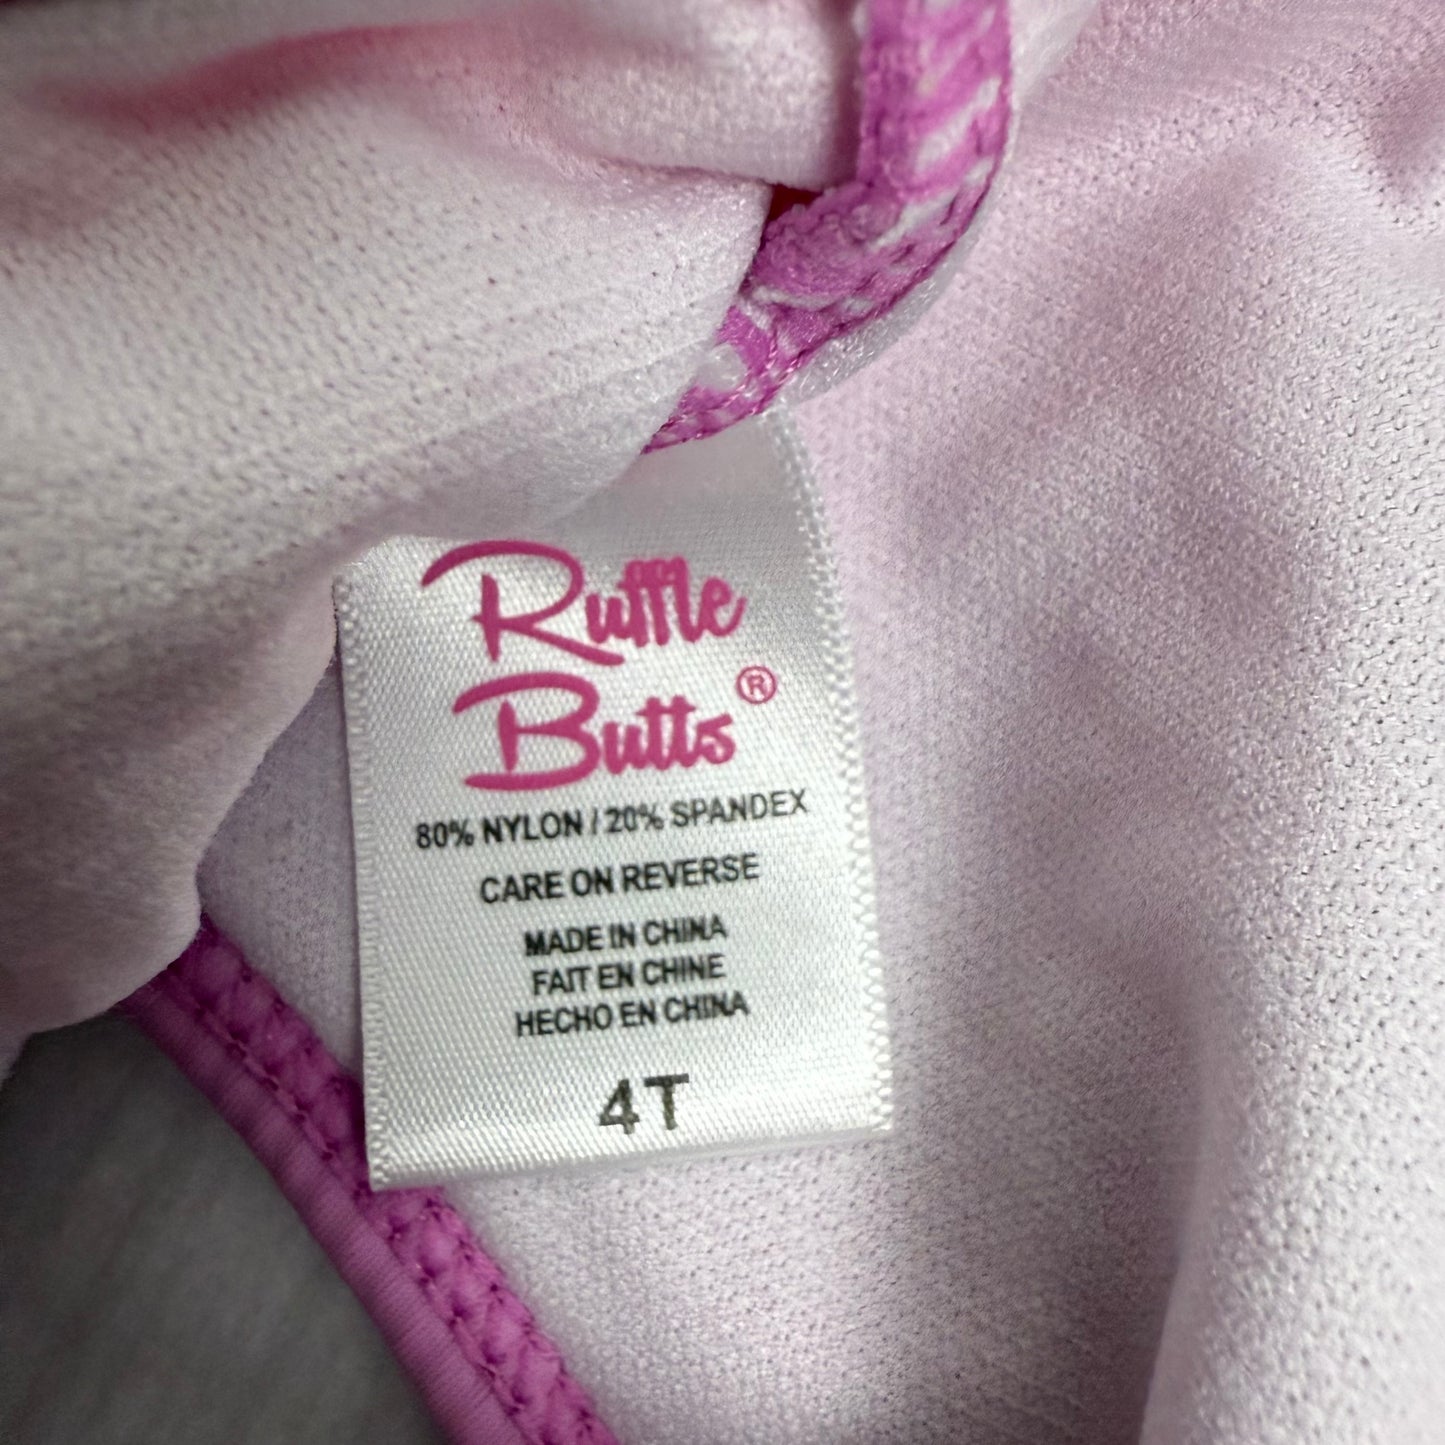 Ruffle
Butts®
80% NYLON / 20% SPANDEX
CARE ON REVERSE
MADE IN CHINA
FAIT EN CHINE
HECHO EN CHINA
4T